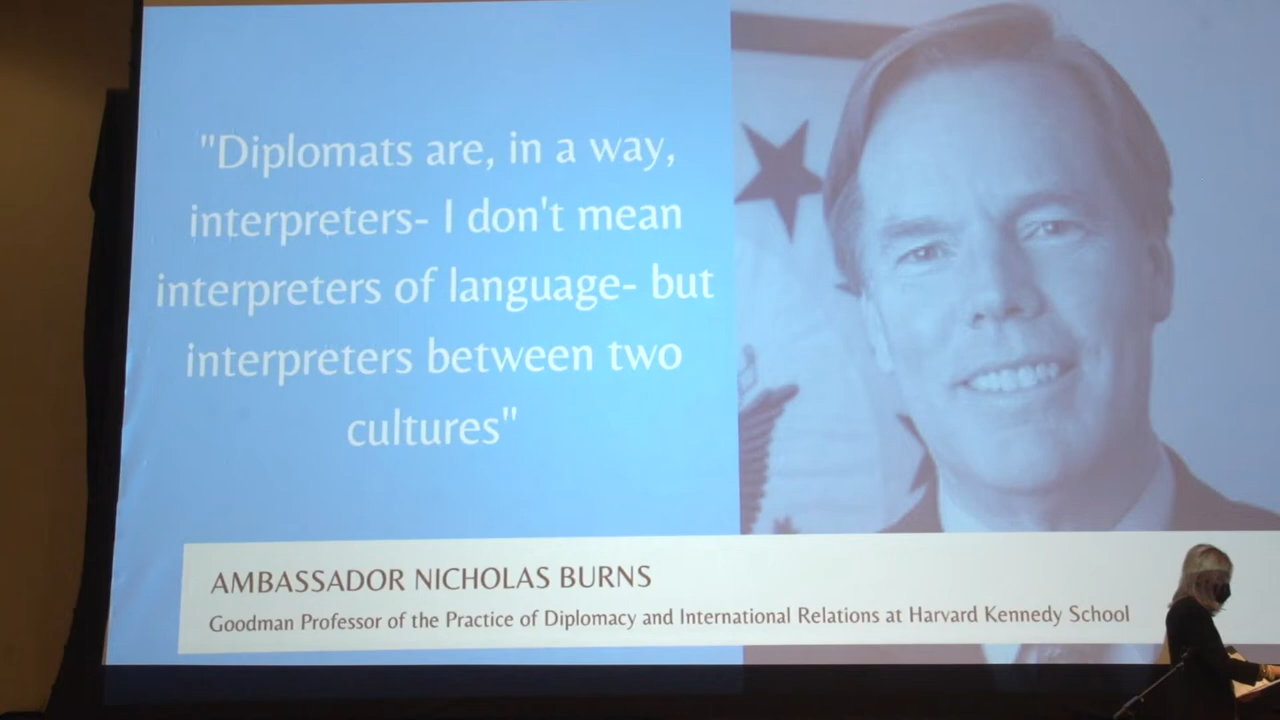 "Diplomats are, in a way,
interpreters- I don't mean
interpreters of language- but
interpreters between two
cultures"
AMBASSADOR NICHOLAS BURNS
Goodman Professor of the Practice of Diplomacy and International Relations at Harvard Kennedy School